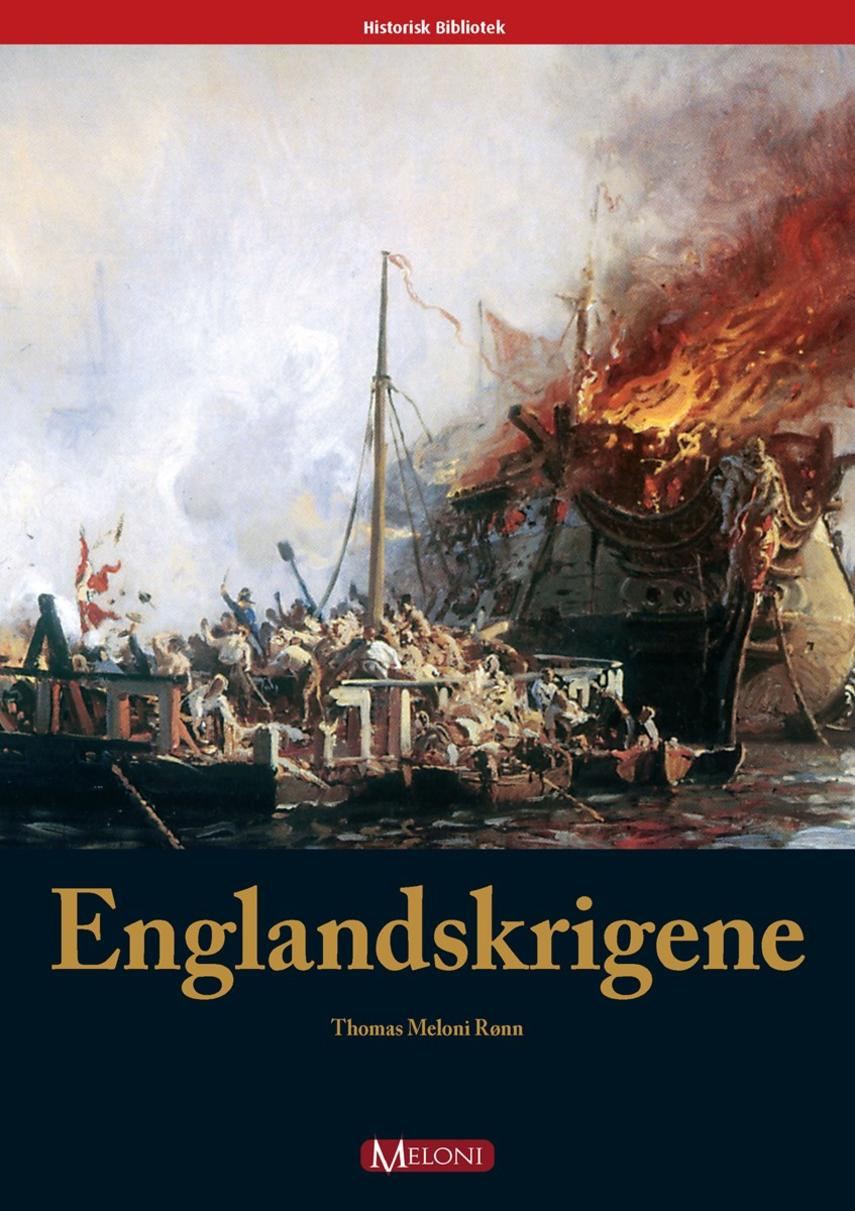 Historisk Bibliotek
Englandskrigene
Thomas Meloni Rønn
MELONI